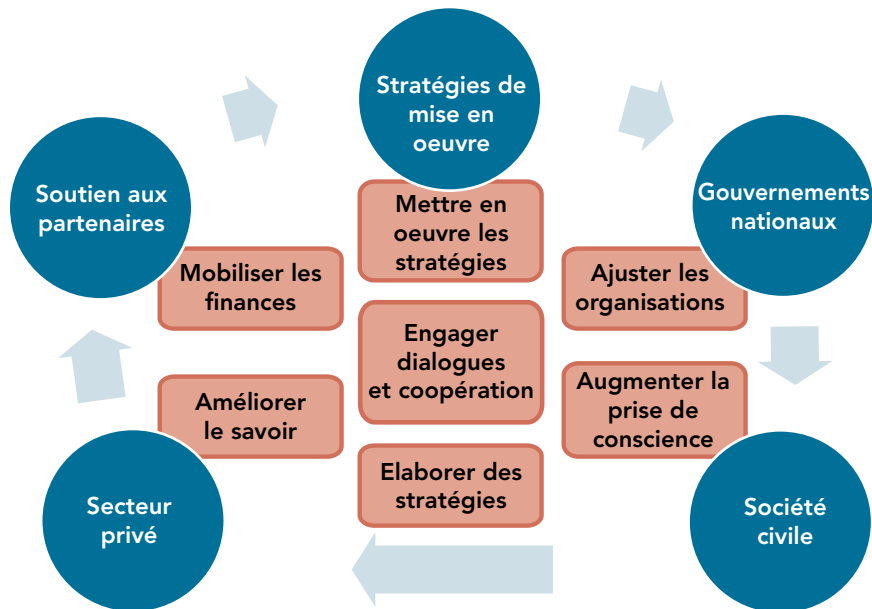 Stratégies de
mise en
oeuvre
Soutien aux
partenaires
Gouvernements
nationaux
Mettre en
oeuvre les
stratégies
Mobiliser les
finances
Ajuster les
organisations
Engager
dialogues
et coopération
Améliorer
le savoir
Augmenter la
prise de
conscience
Elaborer des
stratégies
Secteur
privé
Société
civile